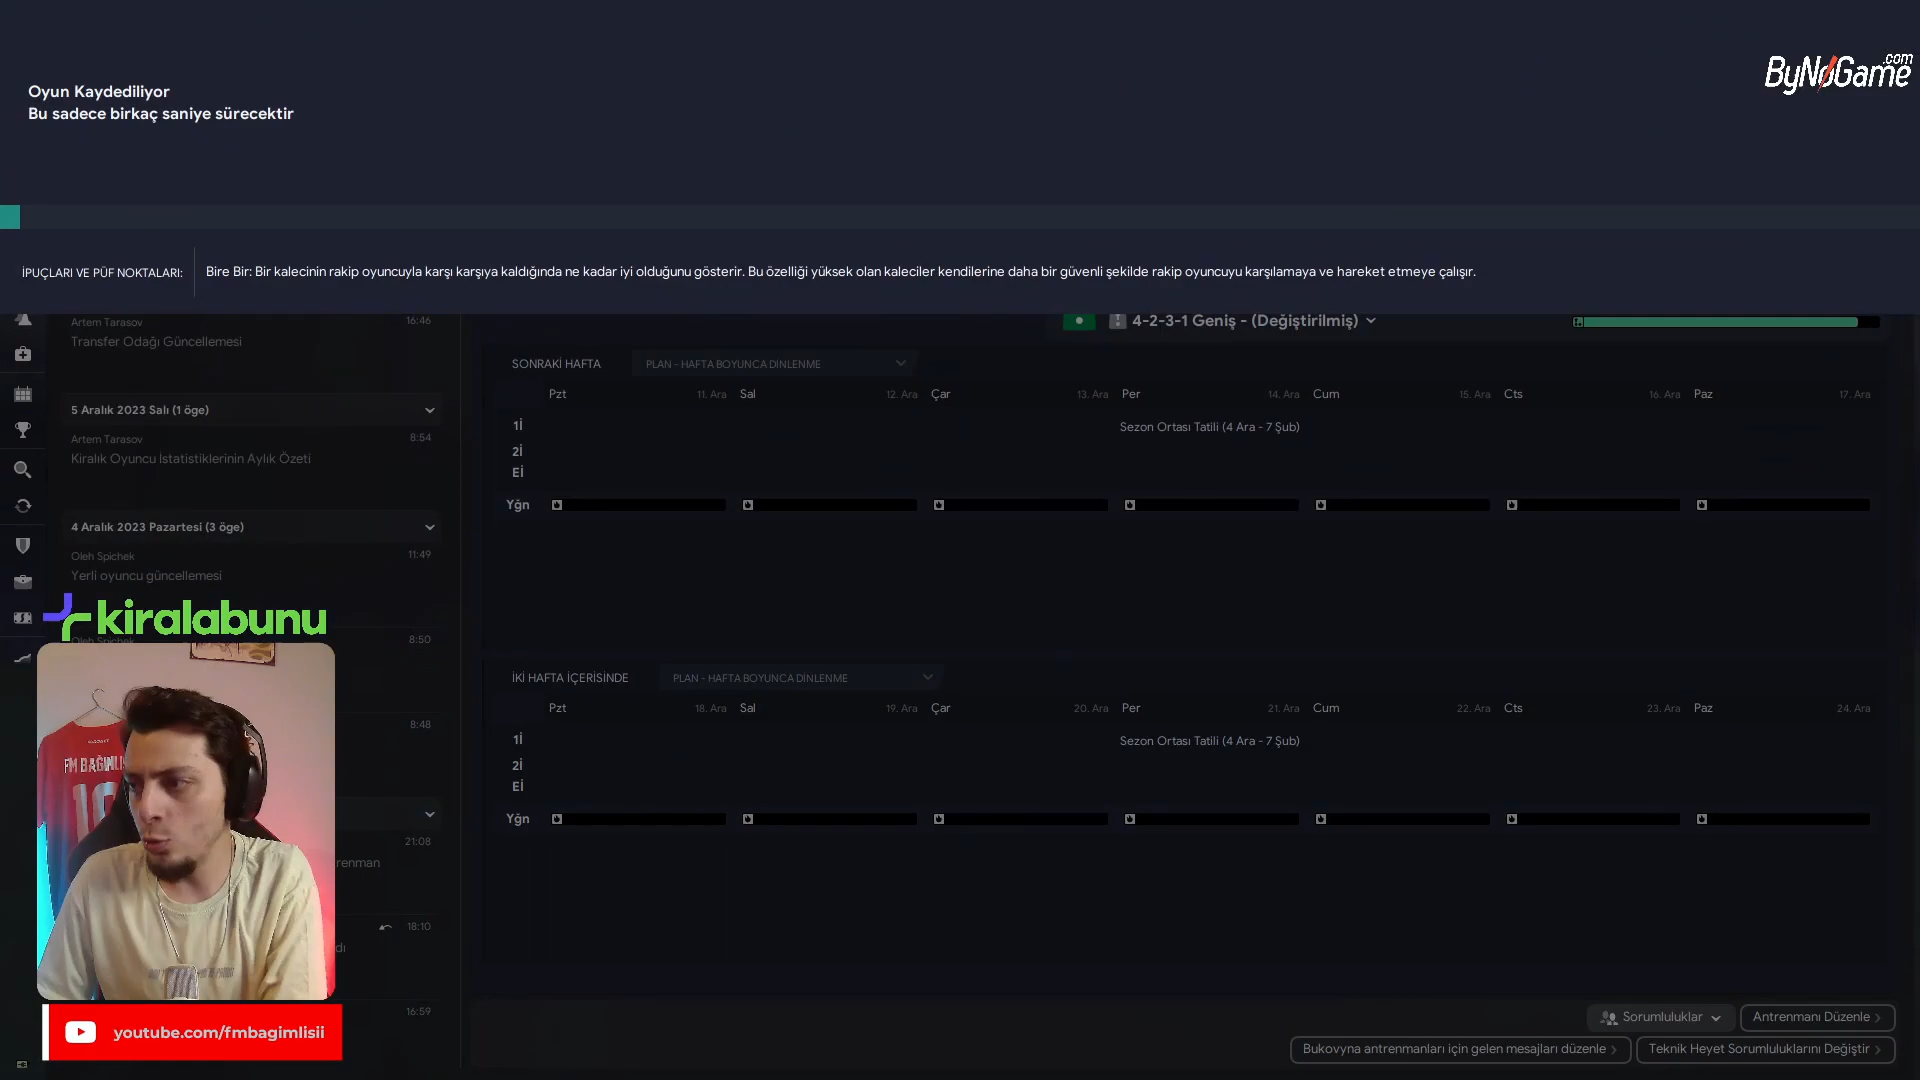 ByNoGame.com
Oyun Kaydediliyor
Bu sadece birkaç saniye sürecektir
İPUÇLARI VE PÜF NOKTALARI:
Bire Bir: Bir kalecinin rakip oyuncuyla karşı karşıya kaldığında ne kadar iyi olduğunu gösterir. Bu özelliği yüksek olan kaleciler kendilerine daha bir güvenli şekilde rakip oyuncuyu karşılamaya ve hareket etmeye çalışır.
Artem Tarasov 16:46
Transfer Odağı Güncellemesi
5 Aralık 2023 Salı (1 öge)
Artem Tarasov 8:54
Kiralık Oyuncu İstatistiklerinin Aylık Özeti
4 Aralık 2023 Pazartesi (3 öge)
Oleh Spichek 11:49
Yerli oyuncu güncellemesi
kiralabunu
Oleh Spichek 8:50
8:48
21:08
renman
18:10
dı
16:59
FM BAĞIMLIS
10
youtube.com/fmbagimlisii
4-2-3-1 Geniş - (Değiştirilmiş)
SONRAKİ HAFTA PLAN - HAFTA BOYUNCA DİNLENME
Pzt 11. Ara Sal 12. Ara Çar 13. Ara Per 14. Ara Cum 15. Ara Cts 16. Ara Paz 17. Ara
1İ
Sezon Ortası Tatili (4 Ara - 7 Şub)
2İ
Eİ
Yğn
İKİ HAFTA İÇERİSİNDE PLAN - HAFTA BOYUNCA DİNLENME
Pzt 18. Ara Sal 19. Ara Çar 20. Ara Per 21. Ara Cum 22. Ara Cts 23. Ara Paz 24. Ara
1İ
Sezon Ortası Tatili (4 Ara - 7 Şub)
2İ
Eİ
Yğn
Sorumluluklar
Antrenmanı Düzenle
Bukovyna antrenmanları için gelen mesajları düzenle
Teknik Heyet Sorumluluklarını Değiştir